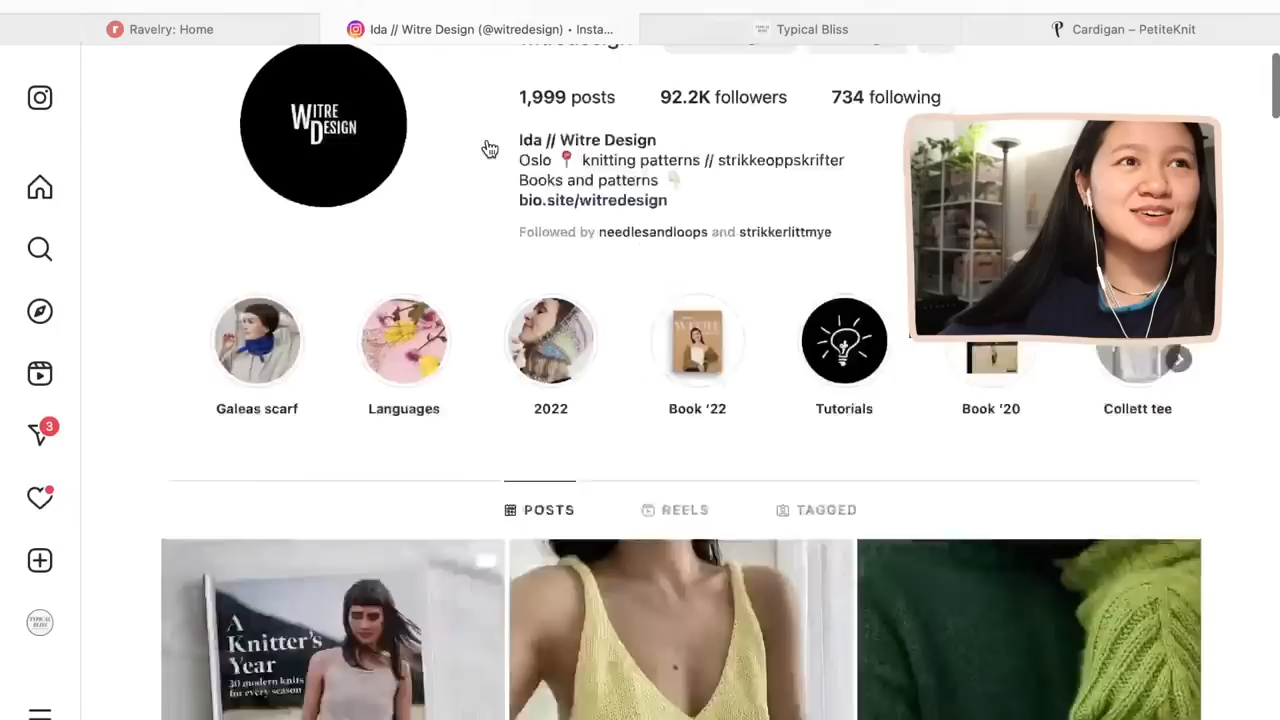 Ravelry: Home
Ida // Witre Design (@witredesign) • Insta...
Typical Bliss
Cardigan – PetiteKnit
1,999 posts
92.2K followers
734 following
WITRE
DESIGN
Ida // Witre Design
Oslo 📍 knitting patterns // strikkeoppskrifter
Books and patterns 👇
bio.site/witredesign
Followed by needlesandloops and strikkerlittmye
Galeas scarf
Languages
2022
Book '22
Tutorials
Book '20
Collett tee
3
POSTS
REELS
TAGGED
TYPICAL
BLISS
A
Knitter's
Year
30 modern knits
for every season